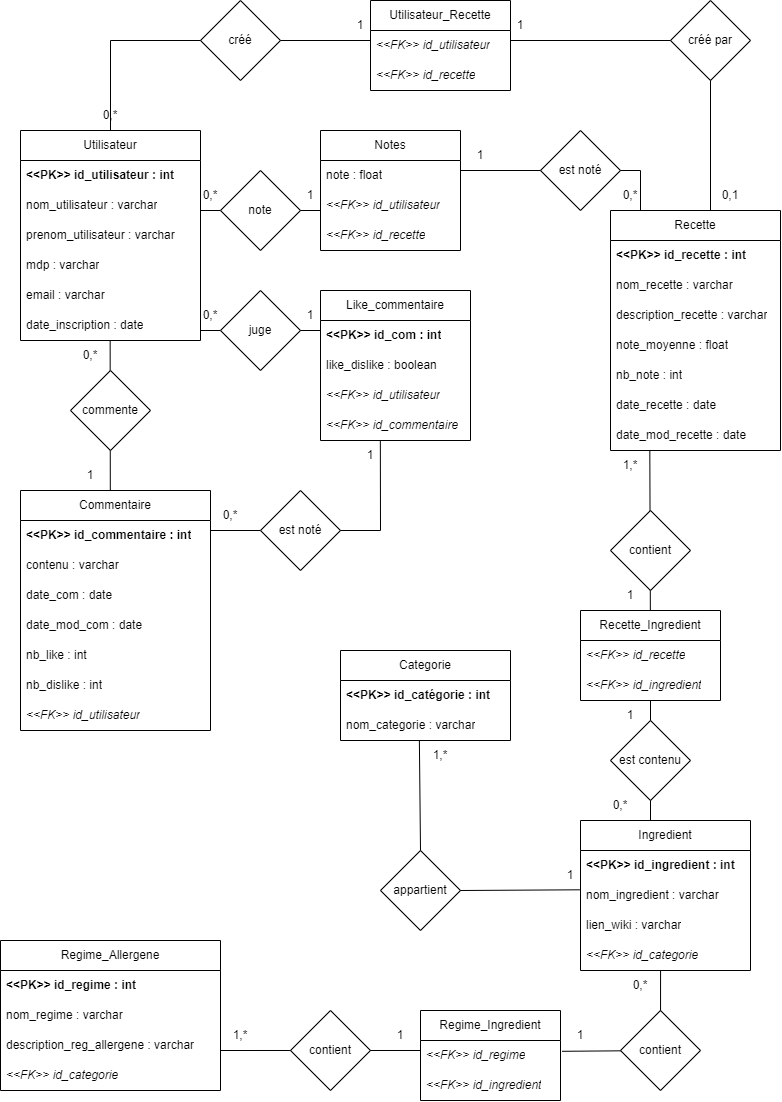 Utilisateur_Recette
<<FK>> id_utilisateur
<<FK>> id_recette
créé
1
1
créé par
0,*
Utilisateur
<<PK>> id_utilisateur : int
nom_utilisateur : varchar
prenom_utilisateur : varchar
mdp : varchar
email : varchar
date_inscription : date
0,*
note
1
Notes
note : float
<<FK>> id_utilisateur
<<FK>> id_recette
1
est noté
0,*
0,1
Recette
<<PK>> id_recette : int
nom_recette : varchar
description_recette : varchar
note_moyenne : float
nb_note : int
date_recette : date
date_mod_recette : date
0,*
juge
1
Like_commentaire
<<PK>> id_com : int
like_dislike : boolean
<<FK>> id_utilisateur
<<FK>> id_commentaire
0,*
commente
1
1
Commentaire
<<PK>> id_commentaire : int
contenu : varchar
date_com : date
date_mod_com : date
nb_like : int
nb_dislike : int
<<FK>> id_utilisateur
0,*
est noté
1,*
contient
1
Recette_Ingredient
<<FK>> id_recette
<<FK>> id_ingredient
1
est contenu
0,*
Categorie
<<PK>> id_catégorie : int
nom_categorie : varchar
1,*
appartient
1
Ingredient
<<PK>> id_ingredient : int
nom_ingredient : varchar
lien_wiki : varchar
<<FK>> id_categorie
0,*
Regime_Allergene
<<PK>> id_regime : int
nom_regime : varchar
description_reg_allergene : varchar
<<FK>> id_categorie
1,*
contient
1
Regime_Ingredient
<<FK>> id_regime
<<FK>> id_ingredient
1
contient